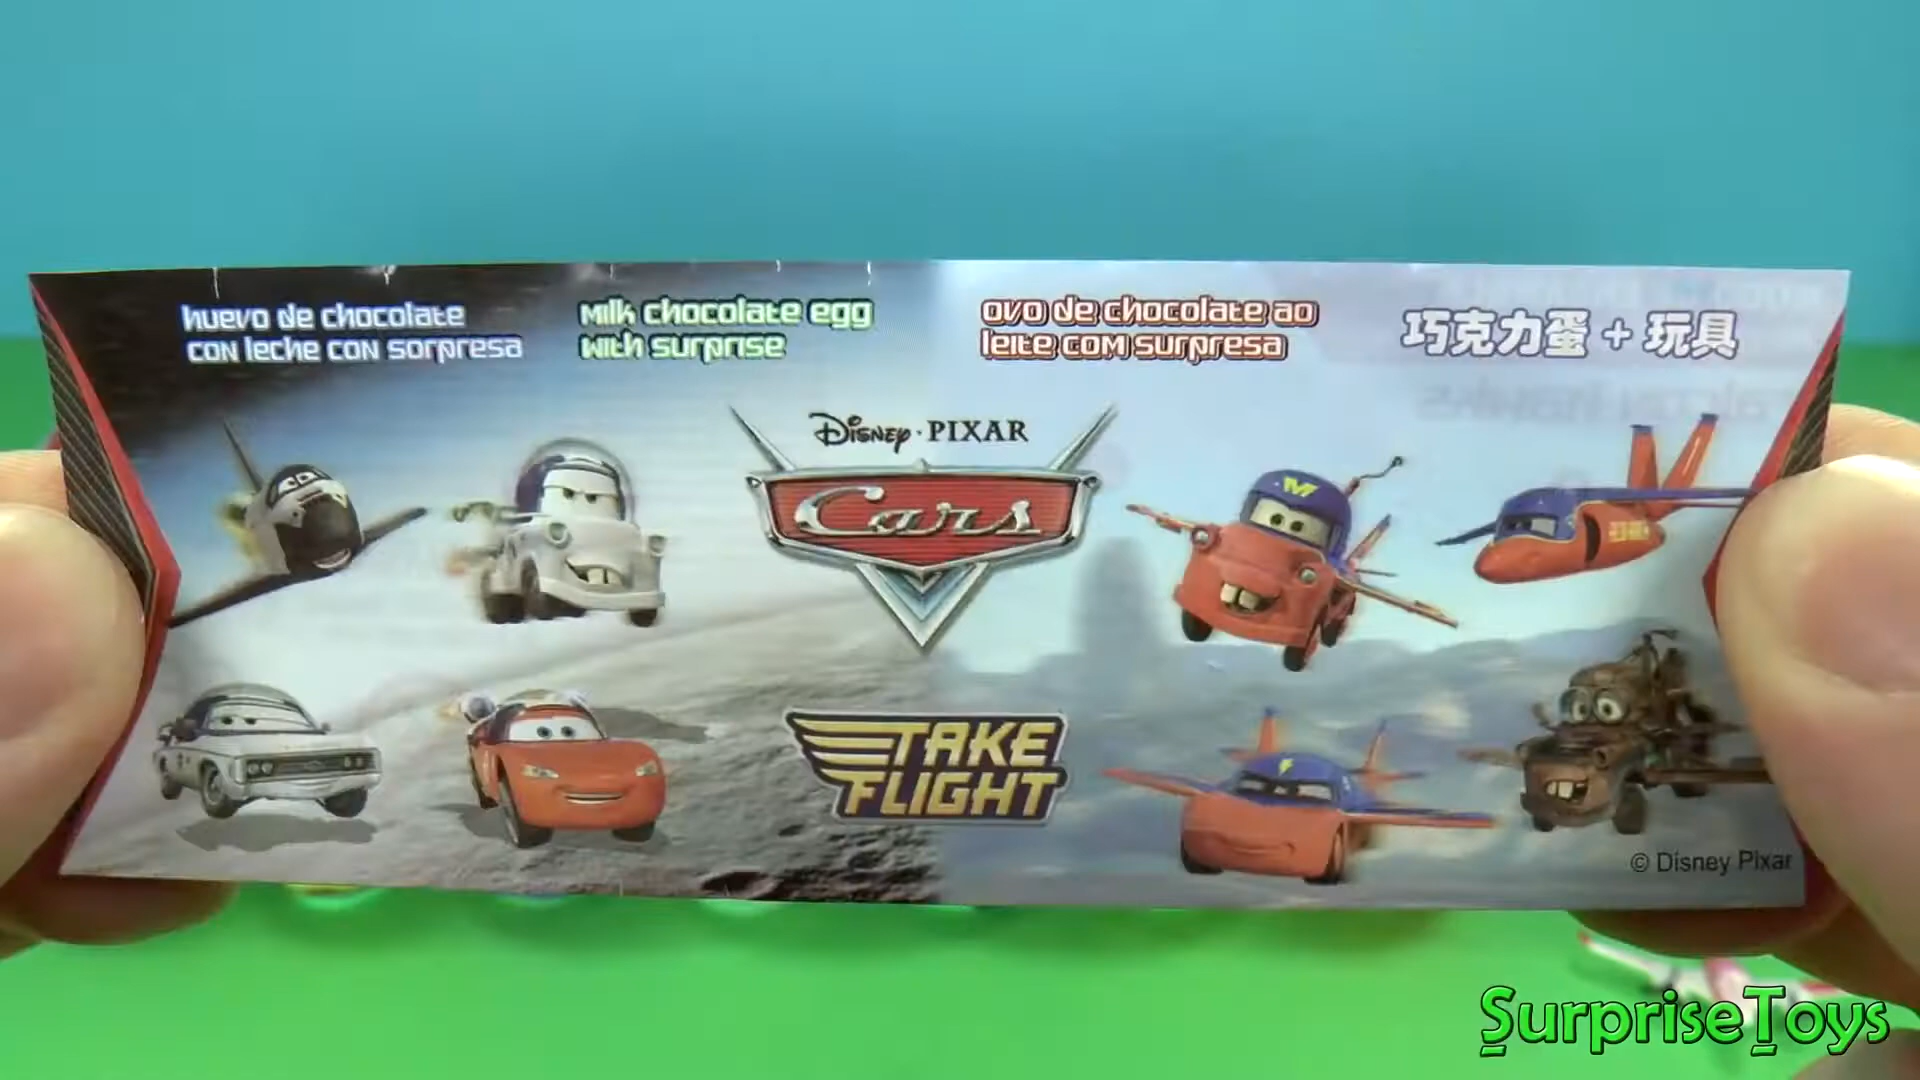 huevo de chocolate
con leche con sorpresa
Milk chocolate egg
with surprise
ovo de chocolate ao
leite com surpresa
巧克力蛋 + 玩具
Disney · PIXAR
Cars
TAKE
FLIGHT
© Disney Pixar
SurpriseToys